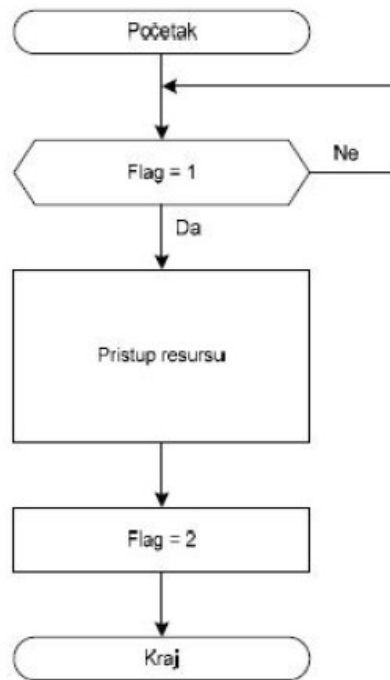 Početak
Flag = 1
Ne
Da
Pristup resursu
Flag = 2
Kraj